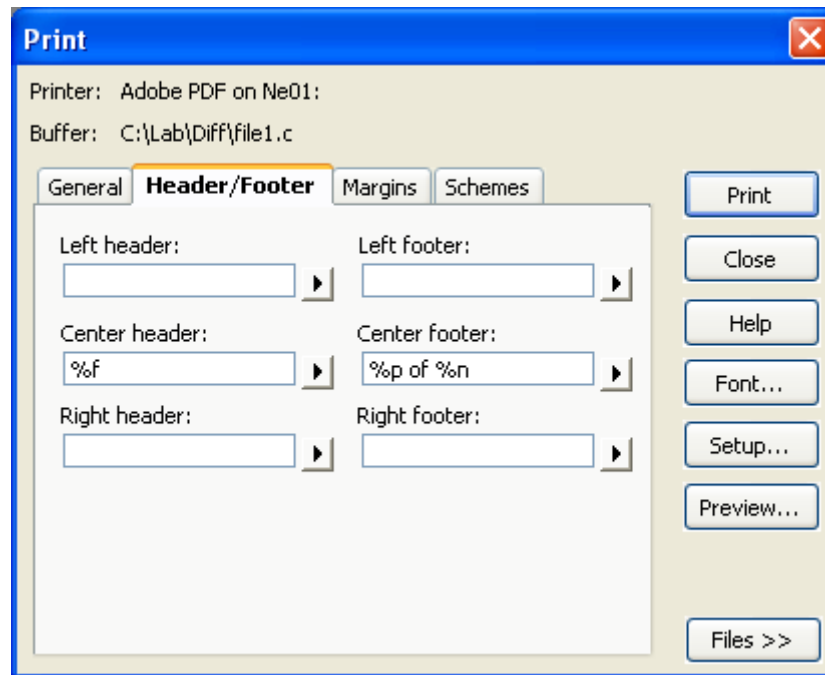 Print
Printer: Adobe PDF on Ne01:
Buffer: C:\Lab\Diff\file1.c
General Header/Footer Margins Schemes
Left header: Left footer:
Center header: Center footer:
%f %p of %n
Right header: Right footer:
Print
Close
Help
Font...
Setup...
Preview...
Files >>